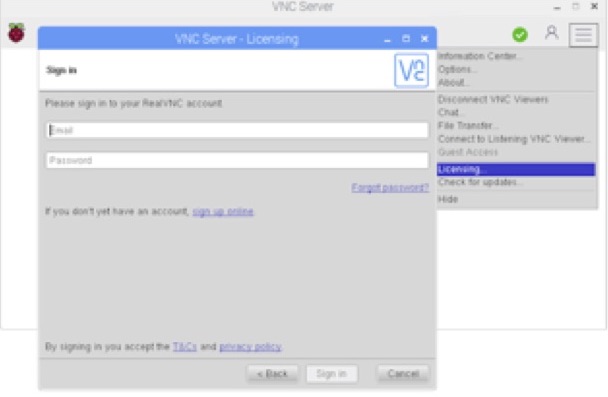 VNC Server
VNC Server - Licensing
Sign in
Please sign in to your RealVNC account.
Email
Password
Forgot password?
If you don't yet have an account, sign up online.
By signing in you accept the T&Cs and privacy policy.
< Back
Sign in
Cancel
Information Center...
Options...
About...
Disconnect VNC Viewers
Chat...
File Transfer...
Connect to Listening VNC Viewer...
Guest Access
Licensing...
Check for updates...
Hide